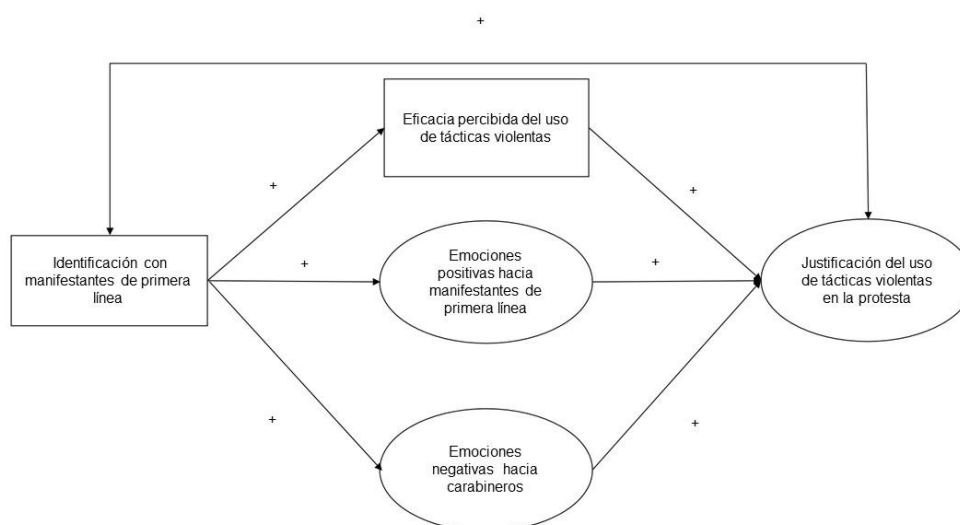 +
Eficacia percibida del uso
de tácticas violentas
+
+
Identificación con
manifestantes de primera
línea
+
Emociones
positivas hacia
manifestantes de
primera línea
+
Justificación del uso
de tácticas violentas
en la protesta
+
+
Emociones
negativas hacia
carabineros